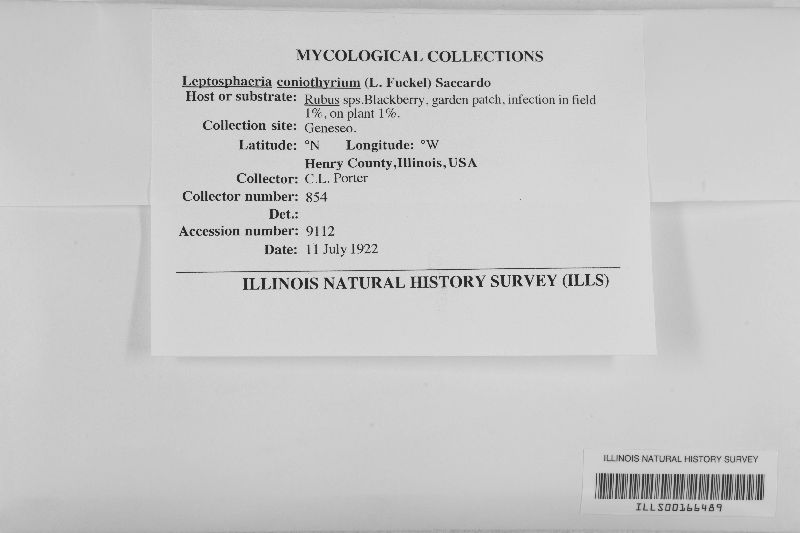 MYCOLOGICAL COLLECTIONS
Leptosphaeria coniothyrium (L. Fuckel) Saccardo
Host or substrate: Rubus sps.Blackberry, garden patch, infection in field
1%, on plant 1%.
Collection site: Geneseo.
Latitude: °N Longitude: °W
Henry County,Illinois,USA
Collector: C.L. Porter
Collector number: 854
Det.:
Accession number: 9112
Date: 11 July 1922
ILLINOIS NATURAL HISTORY SURVEY (ILLS)
ILLINOIS NATURAL HISTORY SURVEY
ILLS00166489